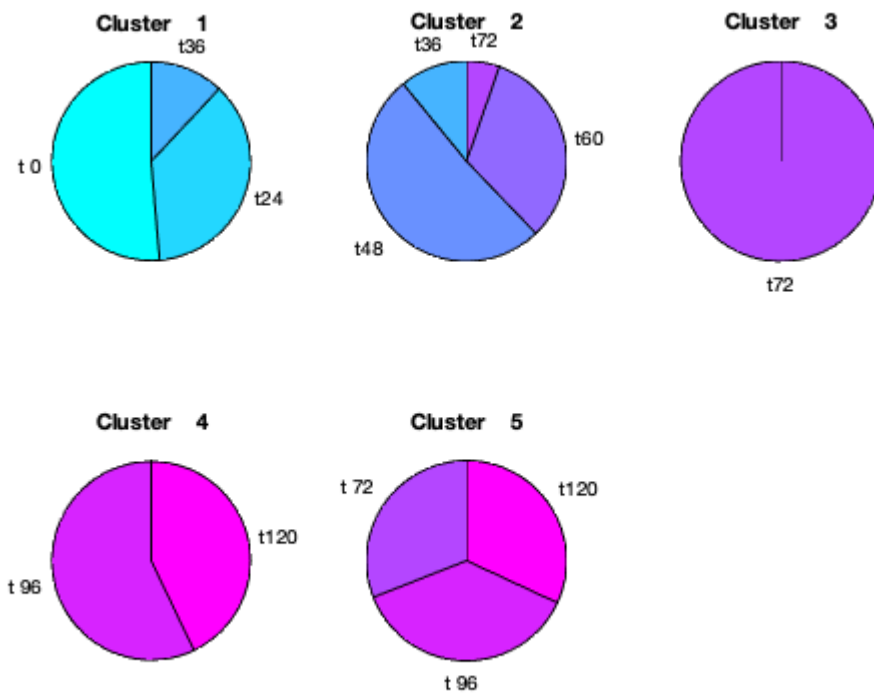 Cluster 1
t36
t 0
t24
Cluster 2
t36
t72
t60
t48
Cluster 3
t72
Cluster 4
t120
t 96
Cluster 5
t 72
t120
t 96